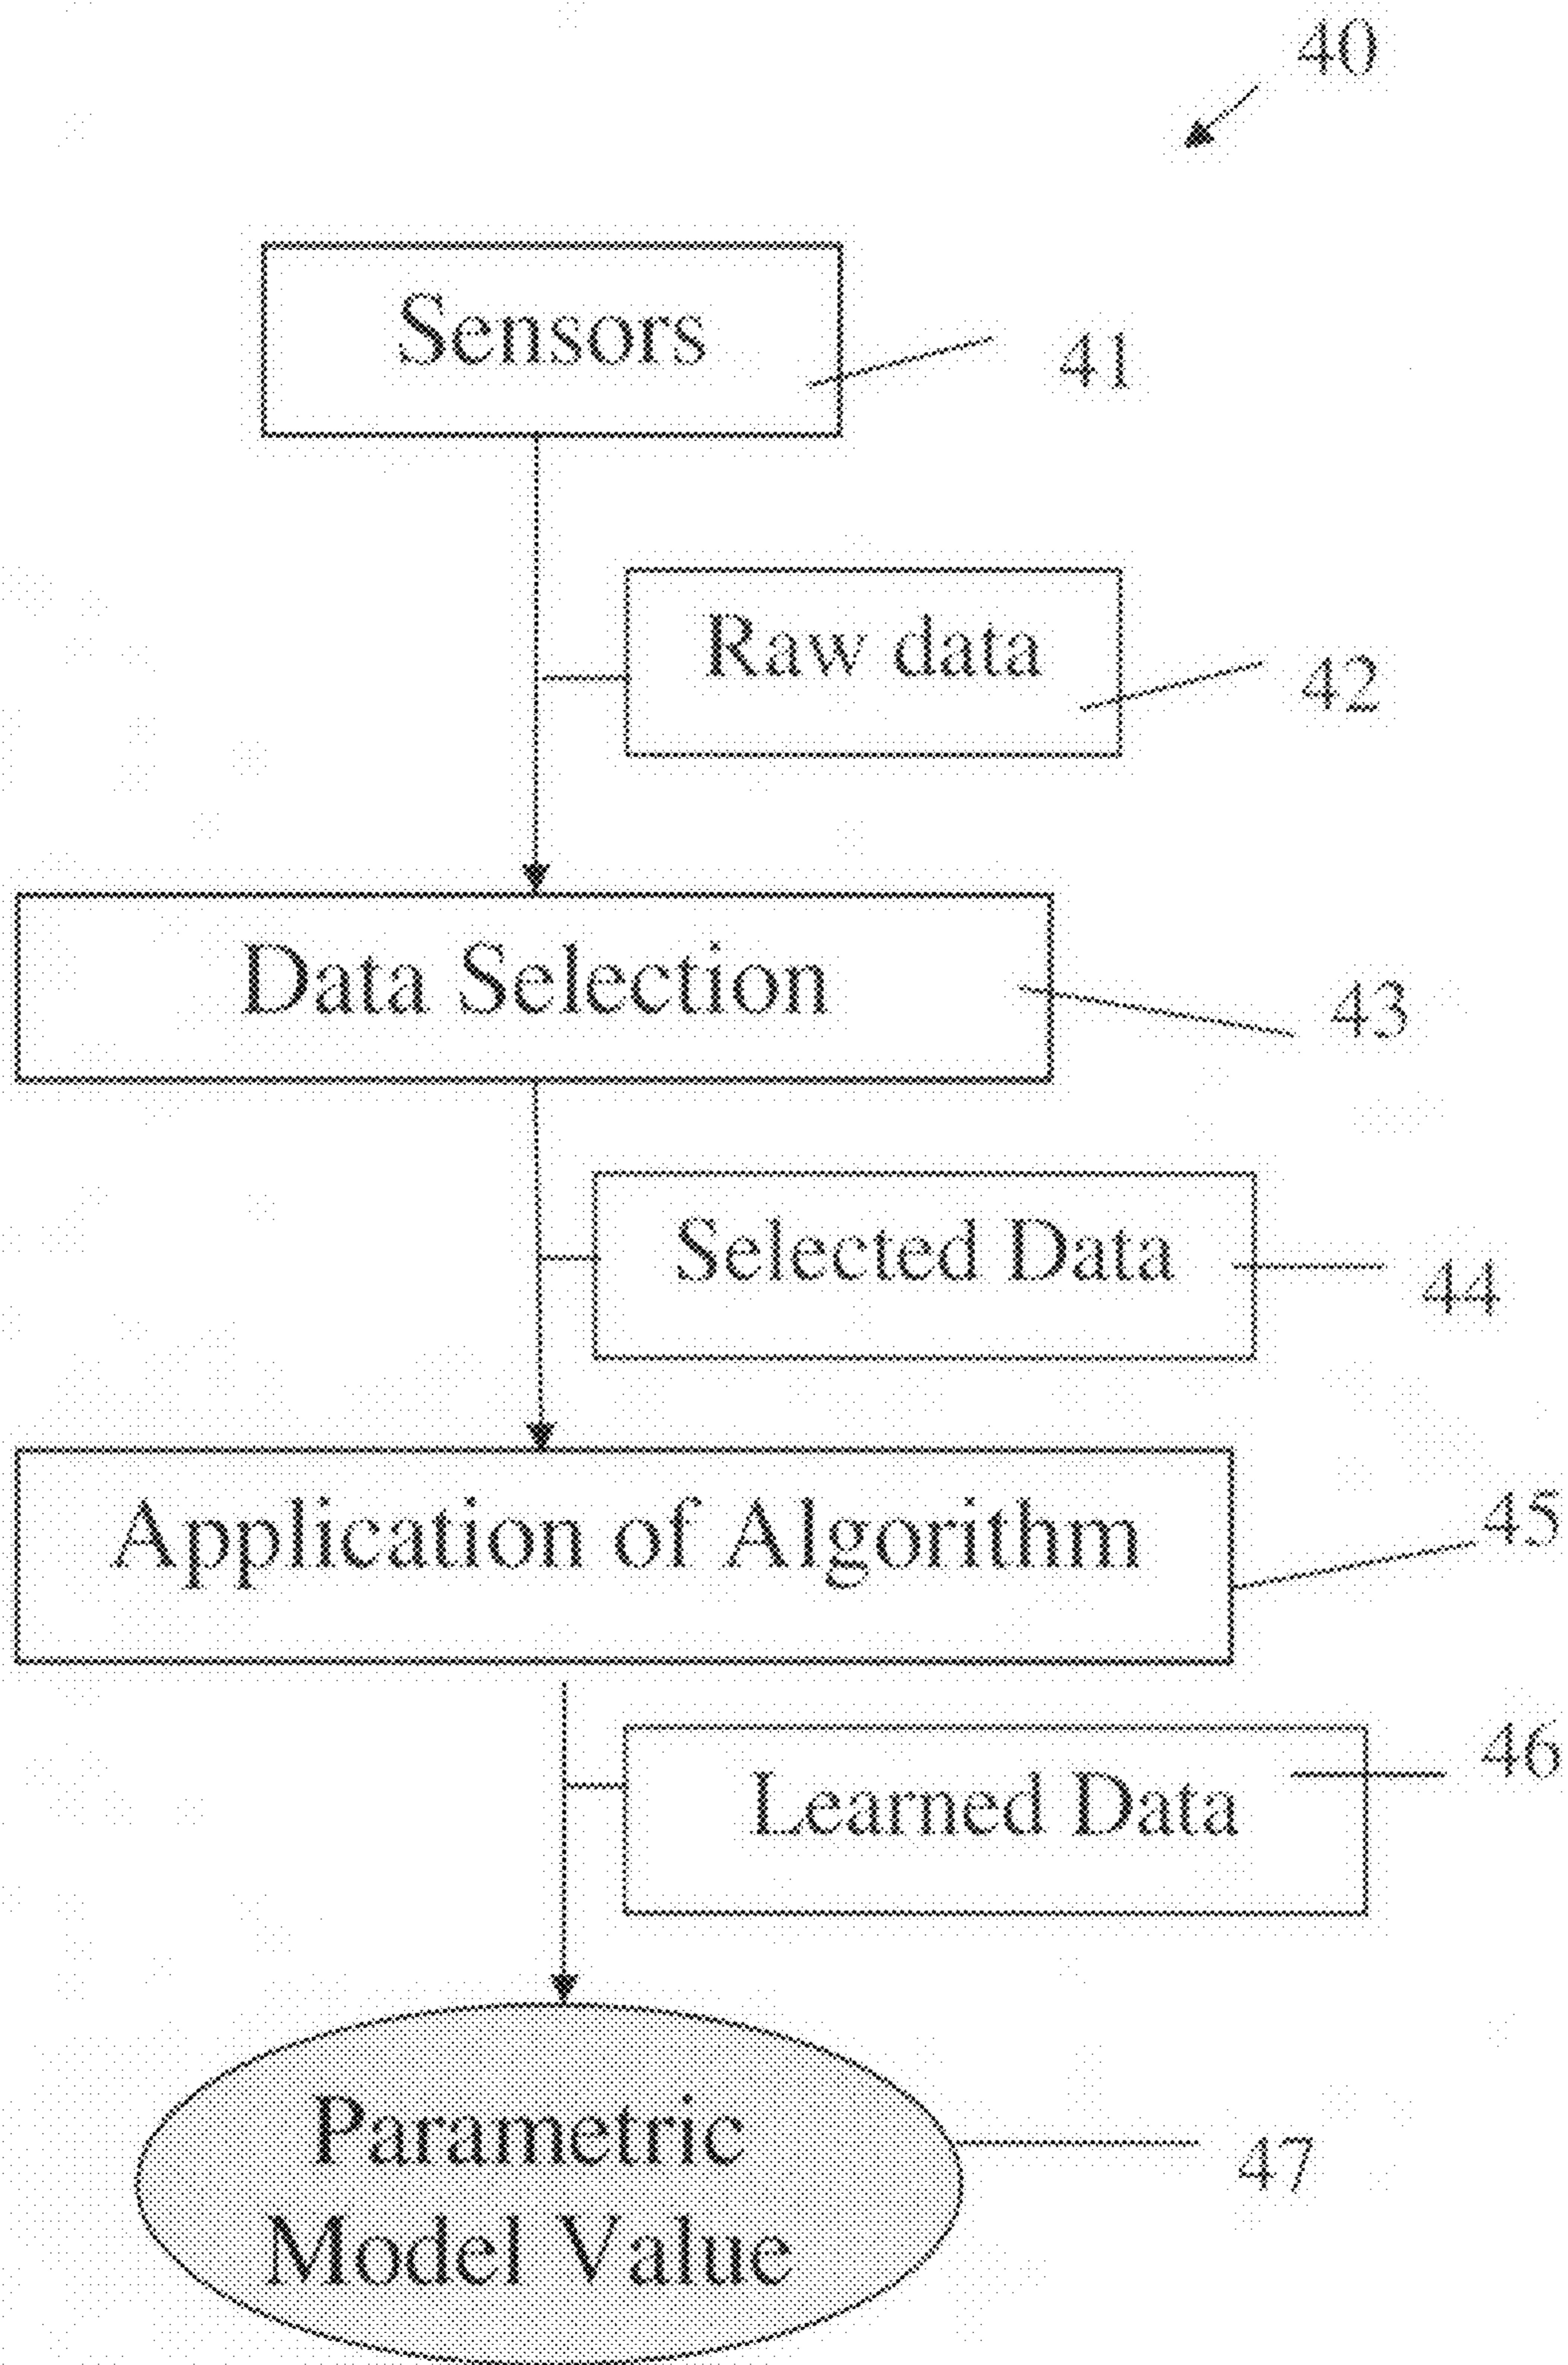 40
Sensors
41
Raw data
42
Data Selection
43
Selected Data
44
Application of Algorithm
45
Learned Data
46
Parametric
Model Value
47